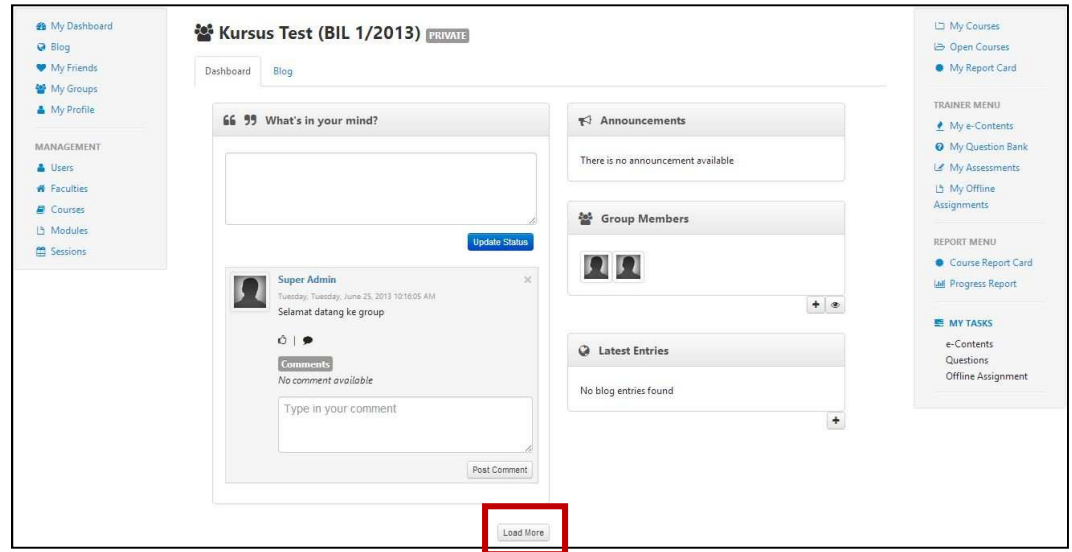 My Dashboard
Blog
My Friends
My Groups
My Profile
MANAGEMENT
Users
Faculties
Courses
Modules
Sessions
Kursus Test (BIL 1/2013) PRIVATE
Dashboard Blog
What's in your mind?
Update Status
Super Admin
Tuesday, Tuesday, June 25, 2013 10:16:05 AM
Selamat datang ke group
|
Comments
No comment available
Type in your comment
Post Comment
Load More
Announcements
There is no announcement available
Group Members
Latest Entries
No blog entries found
My Courses
Open Courses
My Report Card
TRAINER MENU
My e-Contents
My Question Bank
My Assessments
My Offline
Assignments
REPORT MENU
Course Report Card
Progress Report
MY TASKS
e-Contents
Questions
Offline Assignment